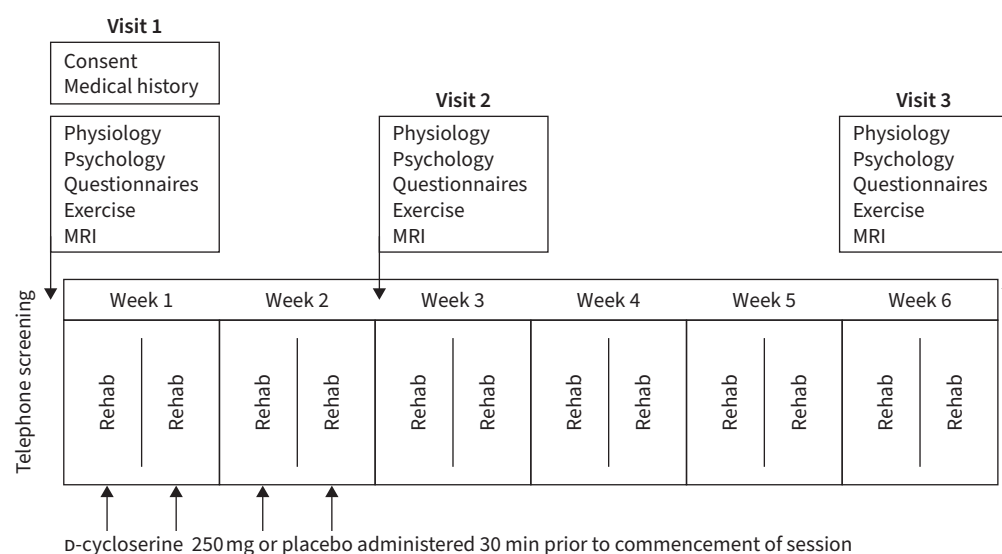 Visit 1
Consent
Medical history
Physiology
Psychology
Questionnaires
Exercise
MRI
Visit 2
Physiology
Psychology
Questionnaires
Exercise
MRI
Visit 3
Physiology
Psychology
Questionnaires
Exercise
MRI
Telephone screening
Week 1
Week 2
Week 3
Week 4
Week 5
Week 6
Rehab
Rehab
Rehab
Rehab
Rehab
Rehab
Rehab
Rehab
Rehab
Rehab
Rehab
Rehab
D-cycloserine 250 mg or placebo administered 30 min prior to commencement of session